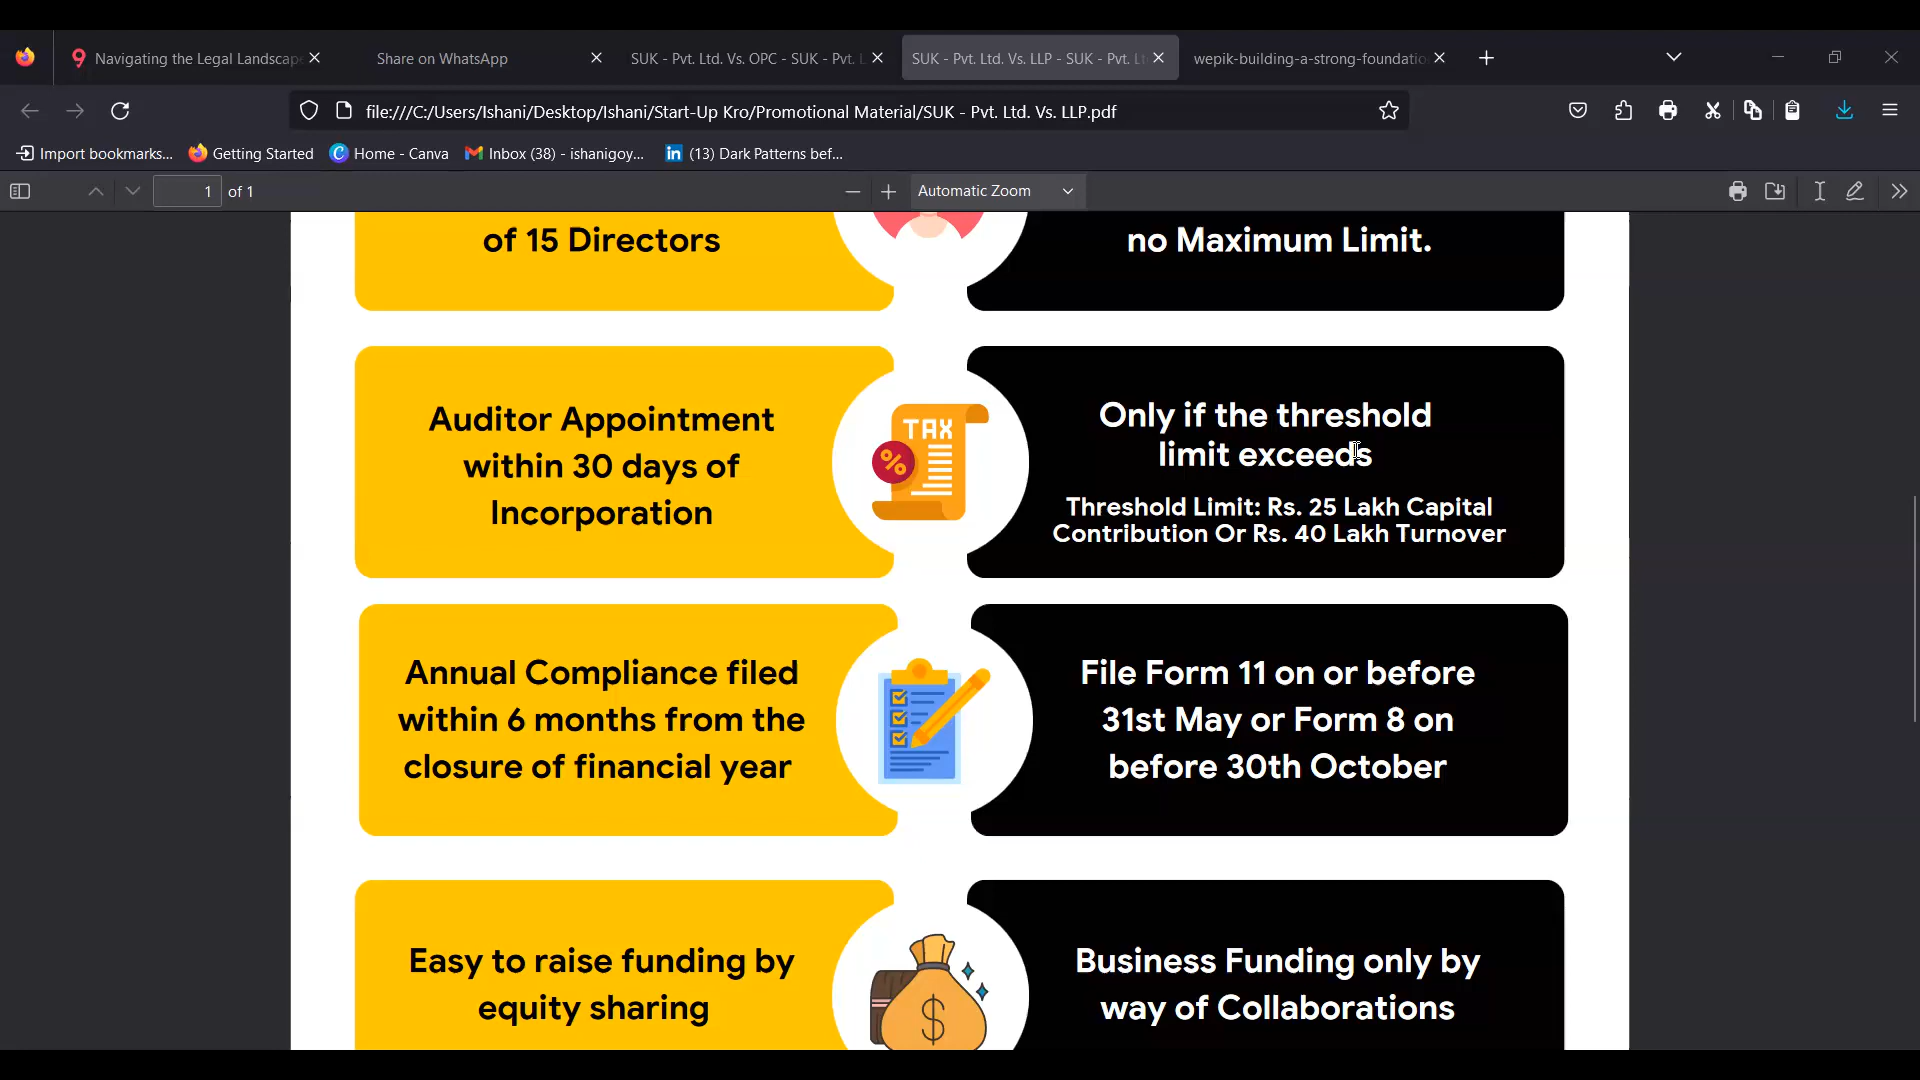 Navigating the Legal Landscape
Share on WhatsApp
SUK - Pvt. Ltd. Vs. OPC - SUK - Pvt. L
SUK - Pvt. Ltd. Vs. LLP - SUK - Pvt. Lt
wepik-building-a-strong-foundatio
file:///C:/Users/Ishani/Desktop/Ishani/Start-Up Kro/Promotional Material/SUK - Pvt. Ltd. Vs. LLP.pdf
Import bookmarks...
Getting Started
Home - Canva
Inbox (38) - ishanigoy...
in
(13) Dark Patterns bef...
1 of 1
Automatic Zoom
of 15 Directors
no Maximum Limit.
Auditor Appointment
within 30 days of
Incorporation
TAX
%
Only if the threshold
limit exceeds
Threshold Limit: Rs. 25 Lakh Capital
Contribution Or Rs. 40 Lakh Turnover
Annual Compliance filed
within 6 months from the
closure of financial year
File Form 11 on or before
31st May or Form 8 on
before 30th October
Easy to raise funding by
equity sharing
$
Business Funding only by
way of Collaborations